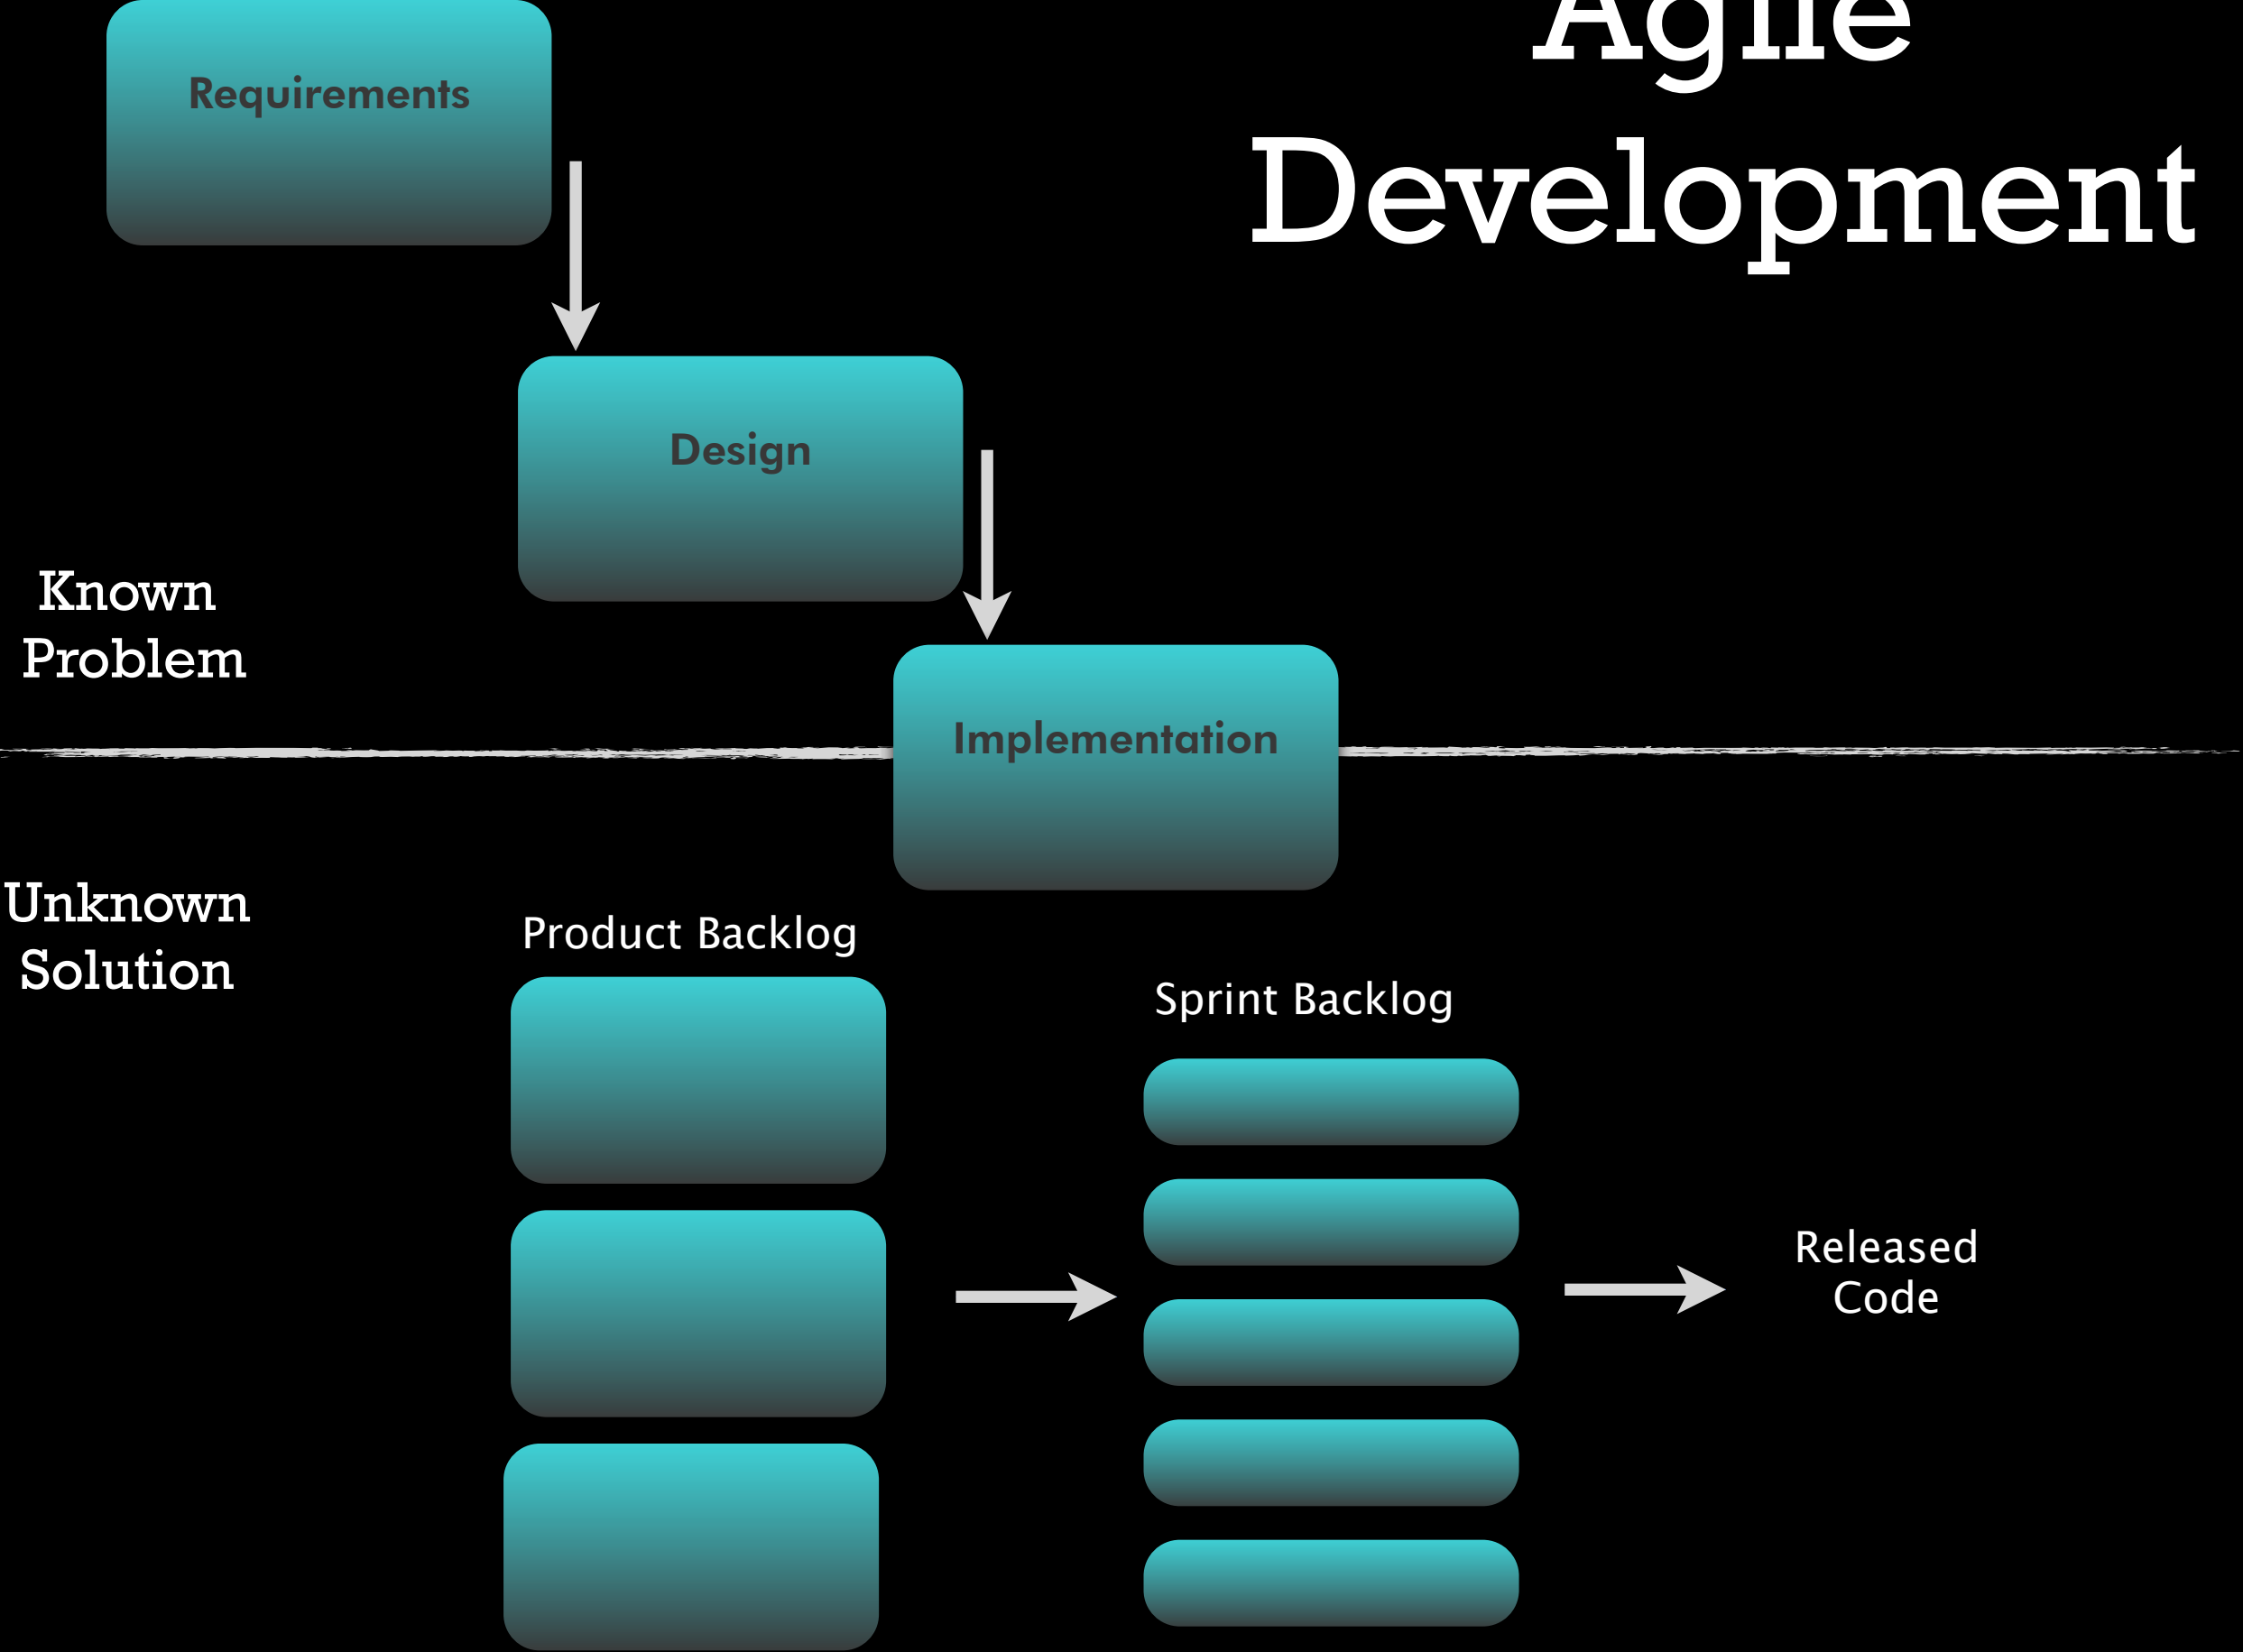 Agile
Development
Requirements
Design
Known
Problem
Implementation
Unknown
Solution
Product Backlog
Sprint Backlog
Released
Code